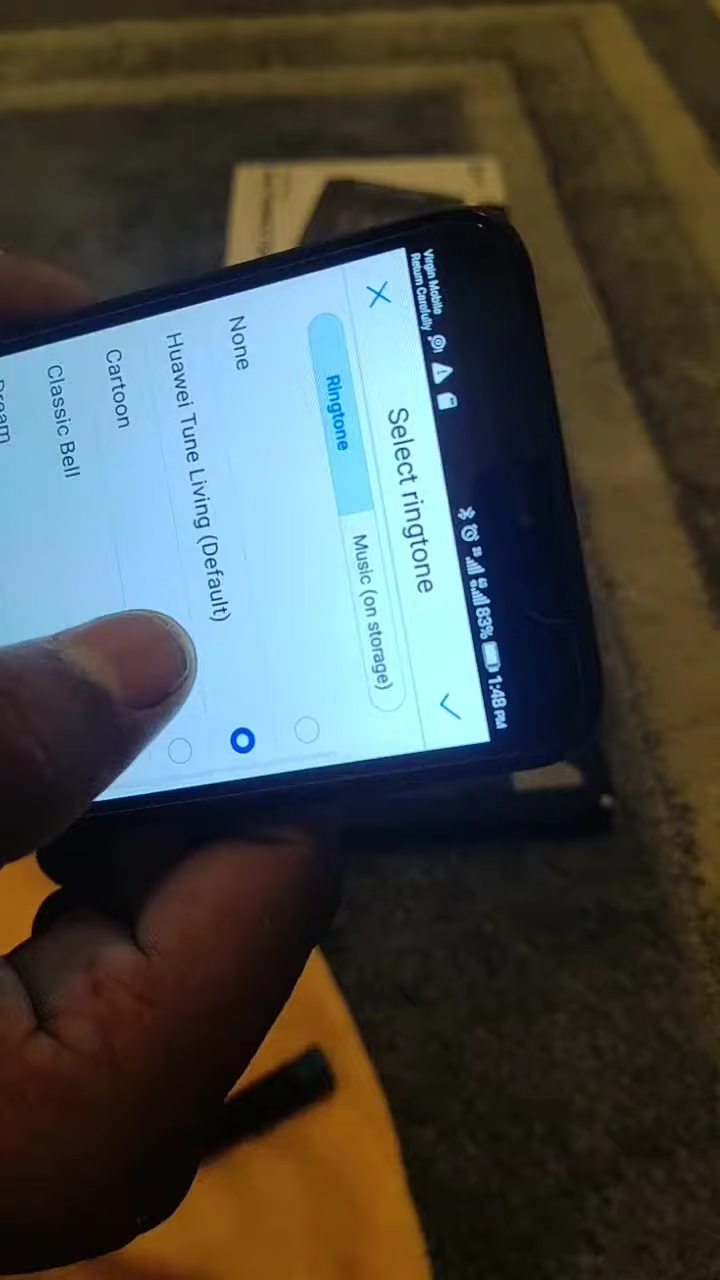 Virgin Mobile
Return Carefully
83% 1:48 PM
Select ringtone
Ringtone
Music (on storage)
None
Huawei Tune Living (Default)
Cartoon
Classic Bell
Dream